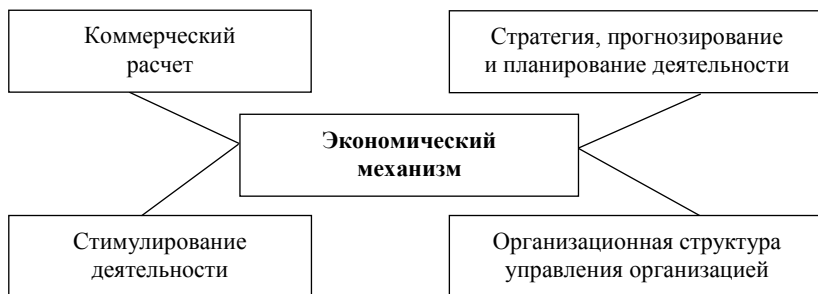 Коммерческий
расчет
Стратегия, прогнозирование
и планирование деятельности
Экономический
механизм
Стимулирование
деятельности
Организационная структура
управления организацией